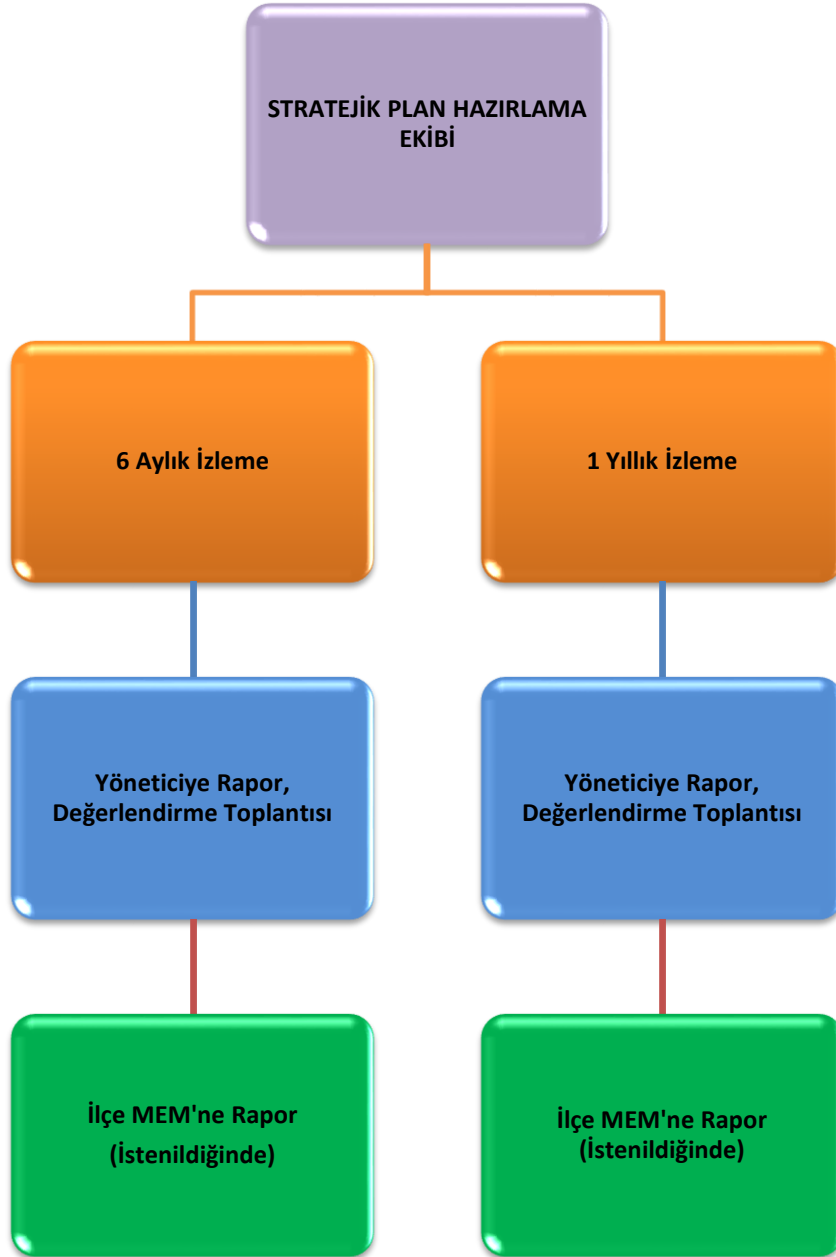 STRATEJİK PLAN HAZIRLAMA
EKİBİ
6 Aylık İzleme
1 Yıllık İzleme
Yöneticiye Rapor,
Değerlendirme Toplantısı
Yöneticiye Rapor,
Değerlendirme Toplantısı
İlçe MEM'ne Rapor
(İstenildiğinde)
İlçe MEM'ne Rapor
(İstenildiğinde)